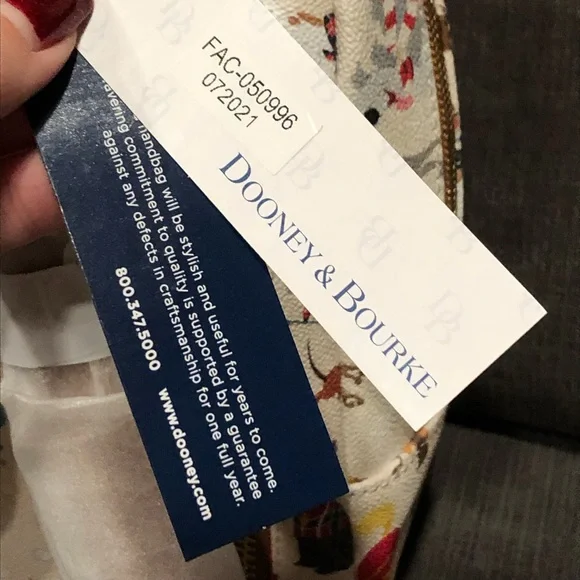 FAC-050996
072021
DOONEY & BOURKE
handbag will be stylish and useful for years to come.
commitment to quality is supported by a guarantee
against any defects in craftsmanship for one full year.
800.347.5000 www.dooney.com